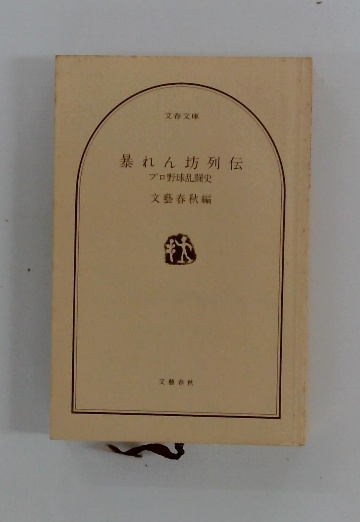 文春文庫
暴れん坊列伝
プロ野球乱闘史
文藝春秋編
文藝春秋